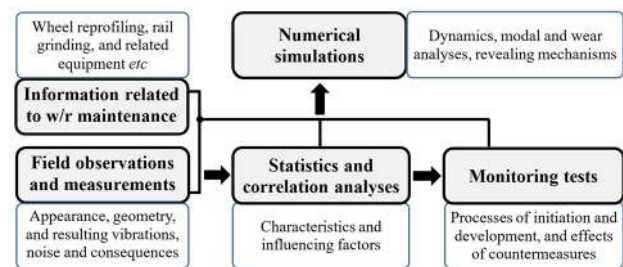 Wheel reprofiling, rail
grinding, and related
equipment etc
Information related
to w/r maintenance
Field observations
and measurements
Appearance, geometry,
and resulting vibrations,
noise and consequences
Numerical
simulations
Dynamics, modal and wear
analyses, revealing mechanisms
Statistics and
correlation analyses
Characteristics and
influencing factors
Monitoring tests
Processes of initiation and
development, and effects
of countermeasures